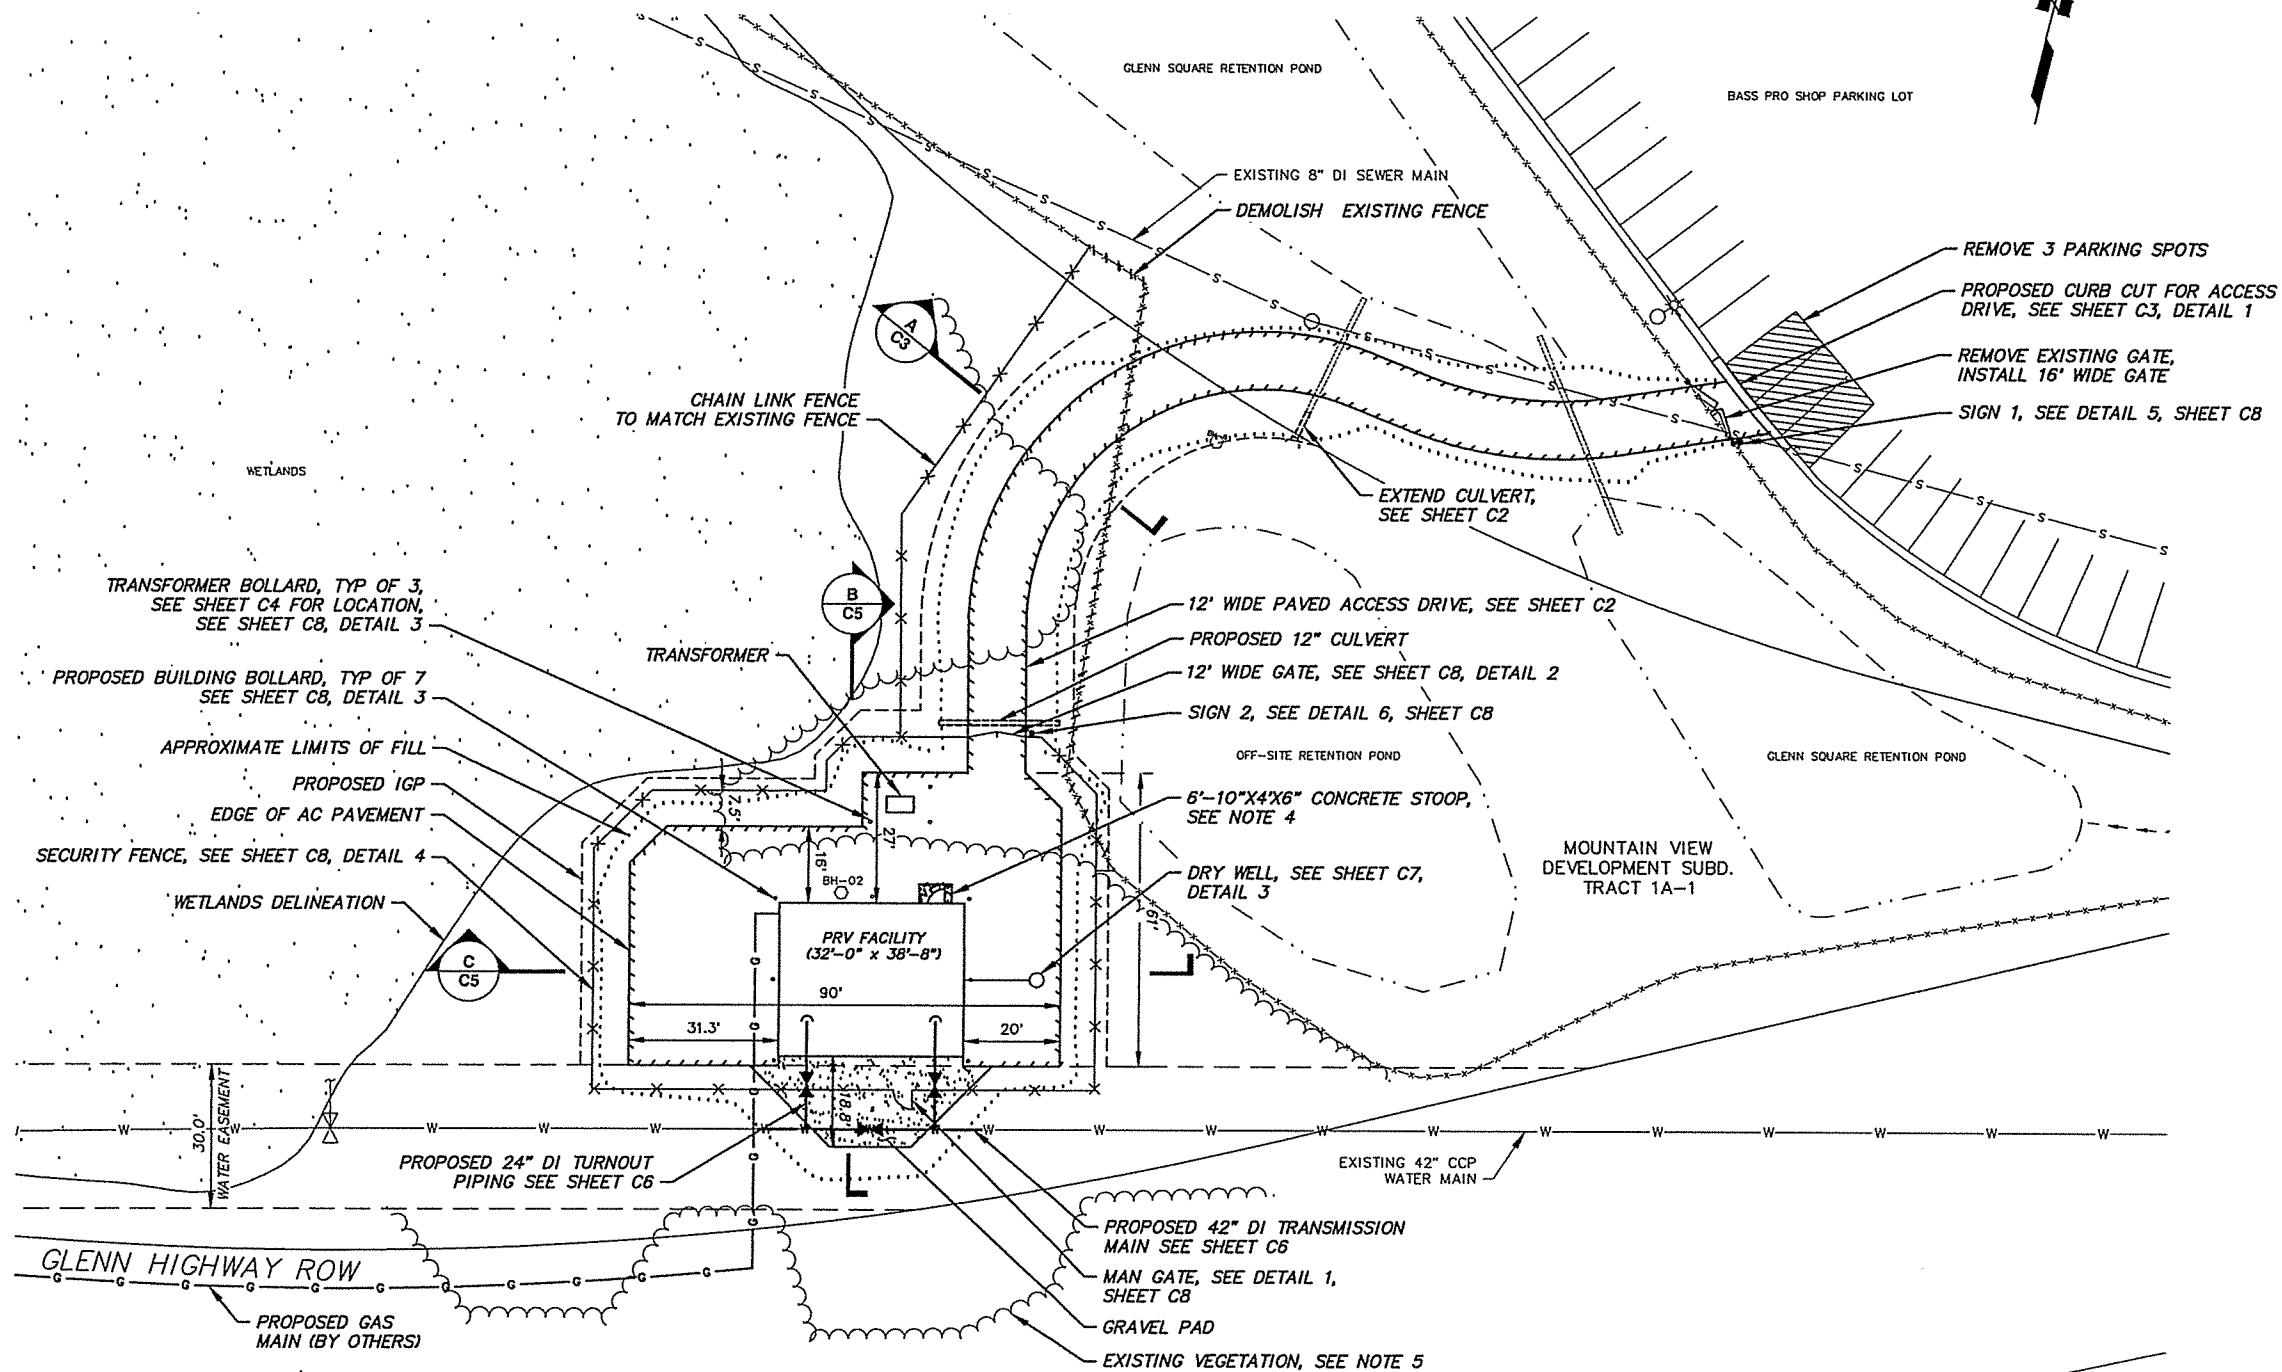 GLENN SQUARE RETENTION POND
BASS PRO SHOP PARKING LOT
EXISTING 8" DI SEWER MAIN
DEMOLISH EXISTING FENCE
REMOVE 3 PARKING SPOTS
PROPOSED CURB CUT FOR ACCESS
DRIVE, SEE SHEET C3, DETAIL 1
REMOVE EXISTING GATE,
INSTALL 16' WIDE GATE
SIGN 1, SEE DETAIL 5, SHEET C8
A
C3
CHAIN LINK FENCE
TO MATCH EXISTING FENCE
WETLANDS
EXTEND CULVERT,
SEE SHEET C2
TRANSFORMER BOLLARD, TYP OF 3,
SEE SHEET C4 FOR LOCATION,
SEE SHEET C8, DETAIL 3
B
C5
12' WIDE PAVED ACCESS DRIVE, SEE SHEET C2
PROPOSED 12" CULVERT
TRANSFORMER
12' WIDE GATE, SEE SHEET C8, DETAIL 2
PROPOSED BUILDING BOLLARD, TYP OF 7
SEE SHEET C8, DETAIL 3
SIGN 2, SEE DETAIL 6, SHEET C8
APPROXIMATE LIMITS OF FILL
OFF-SITE RETENTION POND
GLENN SQUARE RETENTION POND
PROPOSED IGP
7.5'
6'-10"X4'X6" CONCRETE STOOP,
SEE NOTE 4
EDGE OF AC PAVEMENT
27'
16'
SECURITY FENCE, SEE SHEET C8, DETAIL 4
MOUNTAIN VIEW
DEVELOPMENT SUBD.
TRACT 1A-1
BH-02
DRY WELL, SEE SHEET C7,
DETAIL 3
WETLANDS DELINEATION
61'
PRV FACILITY
(32'-0" x 38'-8")
C
C5
90'
31.3'
20'
18.8'
30.0'
WATER EASEMENT
W W W W W W W W W W W W W W W W W
PROPOSED 24" DI TURNOUT
PIPING SEE SHEET C6
EXISTING 42" CCP
WATER MAIN
PROPOSED 42" DI TRANSMISSION
MAIN SEE SHEET C6
GLENN HIGHWAY ROW
G G G G G G G G G G G
MAN GATE, SEE DETAIL 1,
SHEET C8
PROPOSED GAS
MAIN (BY OTHERS)
GRAVEL PAD
EXISTING VEGETATION, SEE NOTE 5